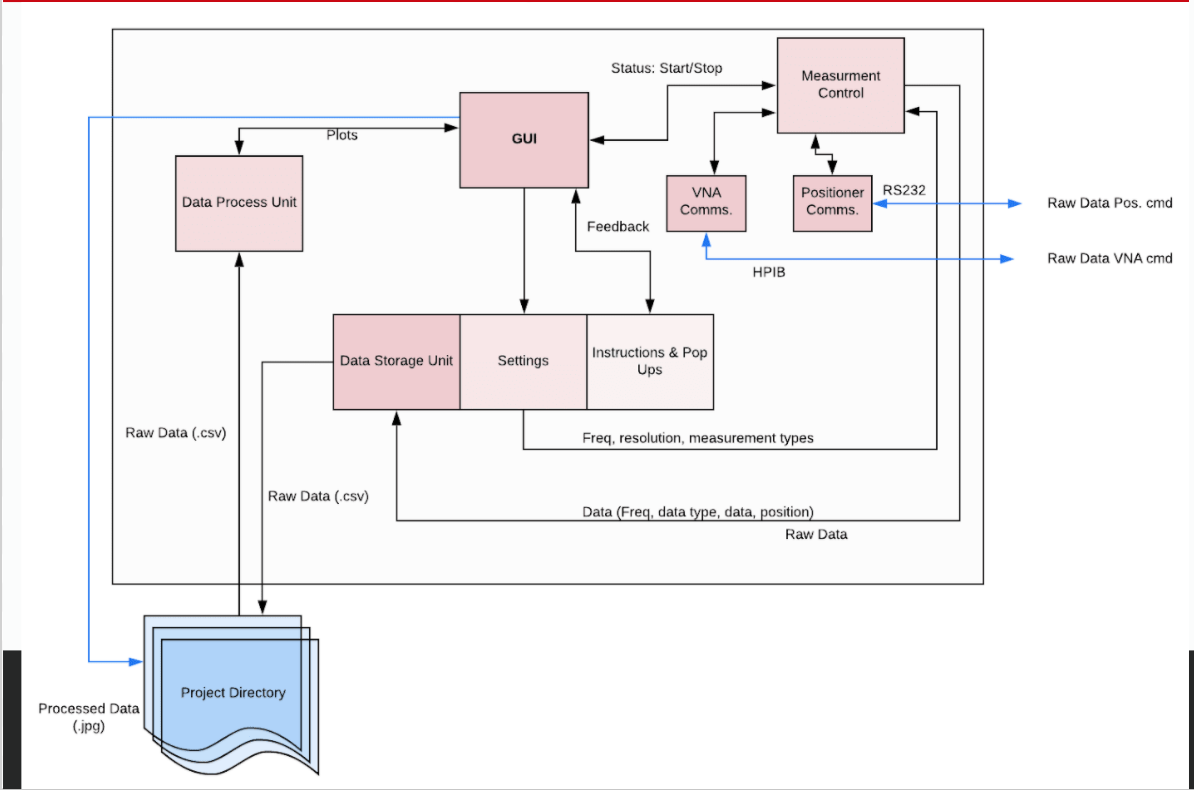 Status: Start/Stop
Measurment
Control
GUI
Plots
Data Process Unit
VNA
Comms.
Positioner
Comms.
RS232
Raw Data Pos. cmd
Feedback
HPIB
Raw Data VNA cmd
Data Storage Unit
Settings
Instructions & Pop
Ups
Raw Data (.csv)
Freq, resolution, measurement types
Raw Data (.csv)
Data (Freq, data type, data, position)
Raw Data
Project Directory
Processed Data
(.jpg)